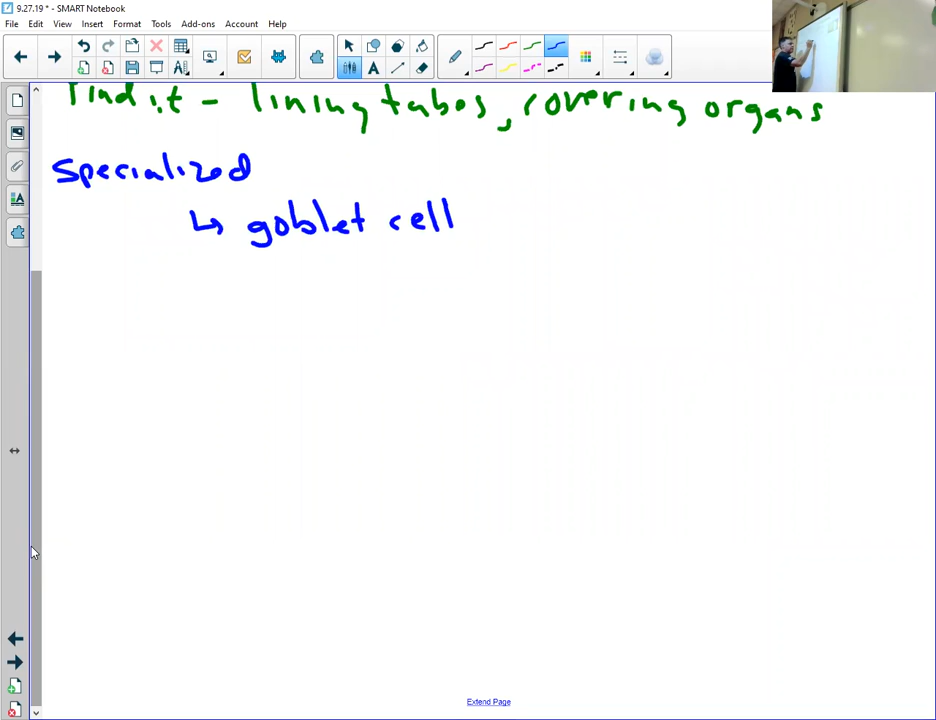 9.27.19 * - SMART Notebook
File Edit View Insert Format Tools Add-ons Account Help
find it - lining tubes, covering organs
specialized
↳ goblet cell
Extend Page